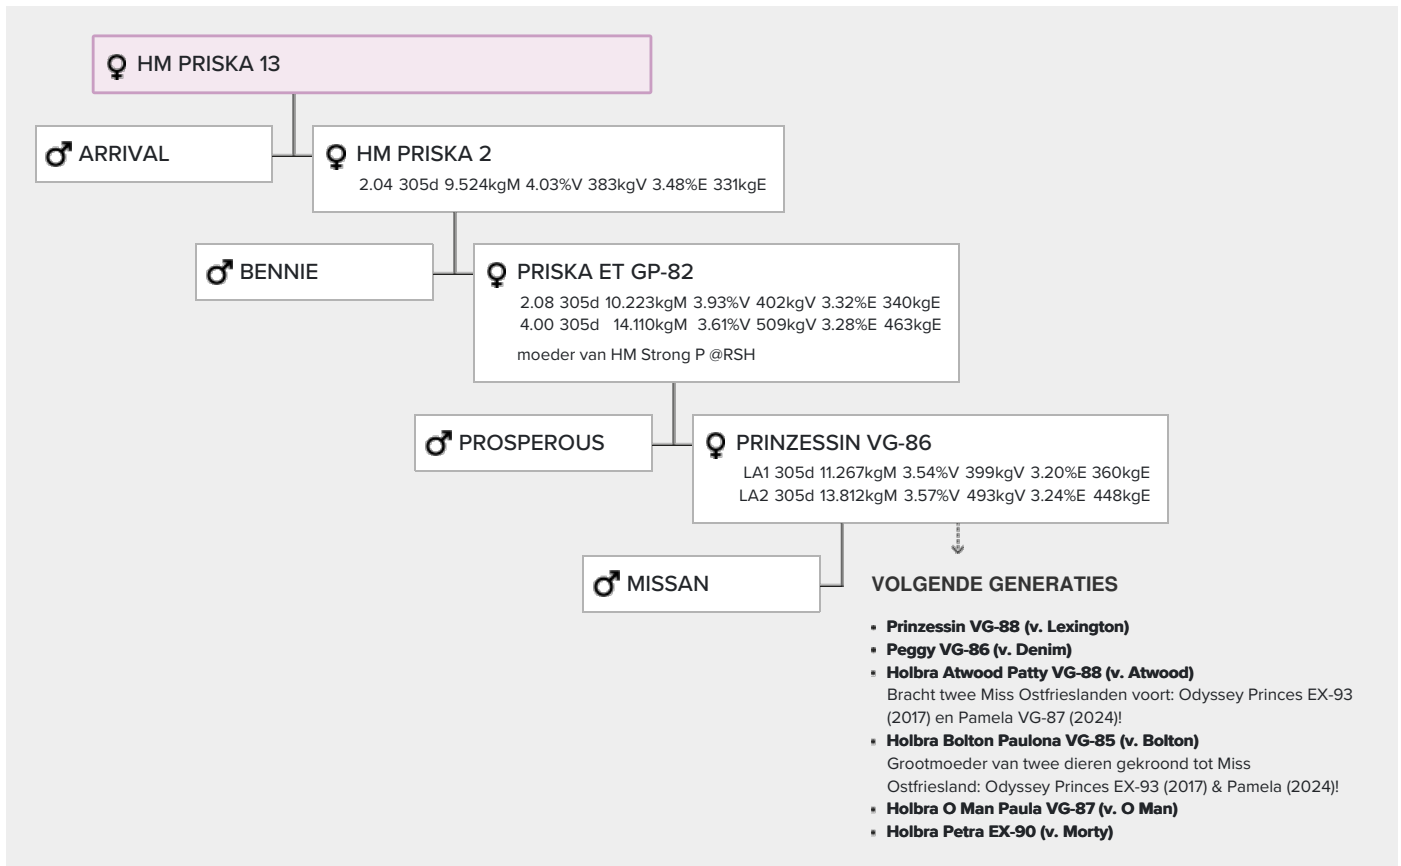 HM PRISKA 13
ARRIVAL
HM PRISKA 2
2.04 305d 9.524kgM 4.03%V 383kgV 3.48%E 331kgE
BENNIE
PRISKA ET GP-82
2.08 305d 10.223kgM 3.93%V 402kgV 3.32%E 340kgE
4.00 305d 14.110kgM 3.61%V 509kgV 3.28%E 463kgE
moeder van HM Strong P @RSH
PROSPEROUS
PRINZESSIN VG-86
LA1 305d 11.267kgM 3.54%V 399kgV 3.20%E 360kgE
LA2 305d 13.812kgM 3.57%V 493kgV 3.24%E 448kgE
MISSAN
VOLGENDE GENERATIES
▪ Prinzessin VG-88 (v. Lexington)
▪ Peggy VG-86 (v. Denim)
▪ Holbra Atwood Patty VG-88 (v. Atwood)
Bracht twee Miss Ostfrieslanden voort: Odyssey Princes EX-93
(2017) en Pamela VG-87 (2024)!
▪ Holbra Bolton Paulona VG-85 (v. Bolton)
Grootmoeder van twee dieren gekroond tot Miss
Ostfriesland: Odyssey Princes EX-93 (2017) & Pamela (2024)!
▪ Holbra O Man Paula VG-87 (v. O Man)
▪ Holbra Petra EX-90 (v. Morty)